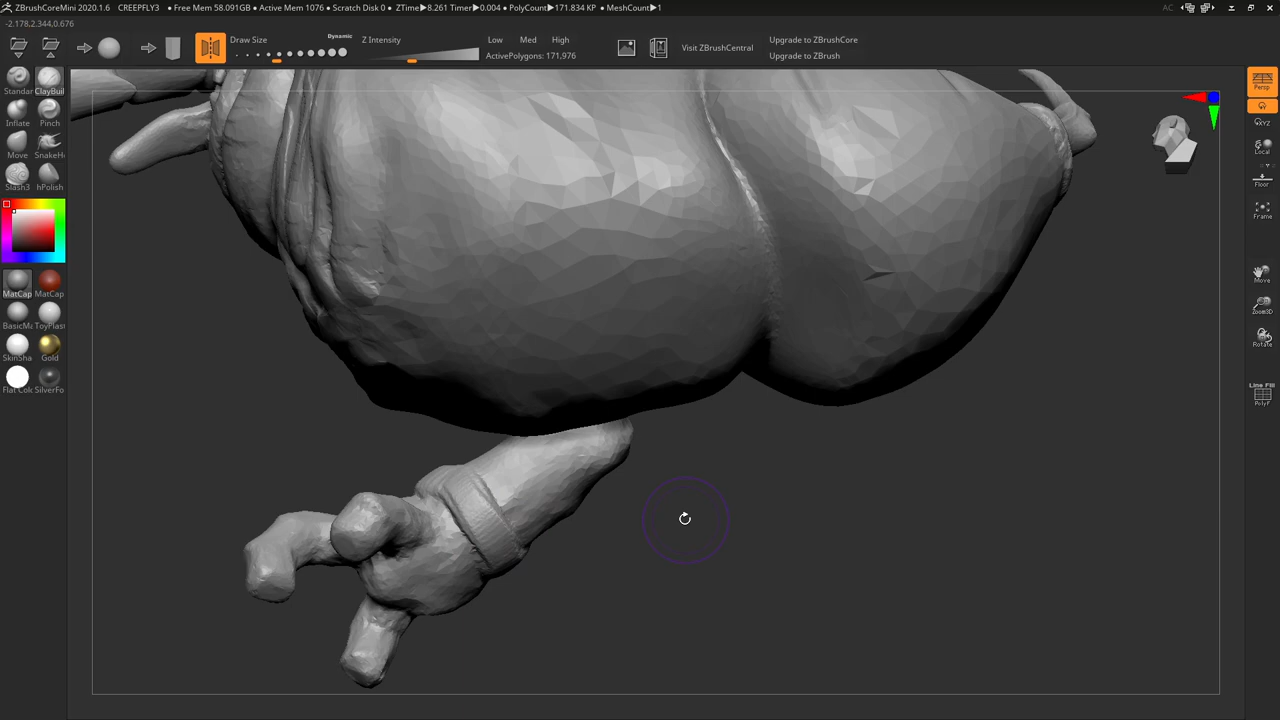 ZBrushCoreMini 2020.1.6 CREEPFLY3 • Free Mem 58.091GB • Active Mem 1076 • Scratch Disk 0 • ZTime▶8.261 Timer▶0.004 • PolyCount▶171.834 KP • MeshCount▶1 AC
-2.178,2.344,0.676
Draw Size Dynamic Z Intensity Low Med High
ActivePolygons: 171,976
Visit ZBrushCentral
Upgrade to ZBrushCore
Upgrade to ZBrush
Standar ClayBuil
Inflate Pinch
Move SnakeH
Slash3 hPolish
MatCap MatCap
BasicMa ToyPlast
SkinSha Gold
Flat Colo SilverFo
Persp
XYZ
Local
Floor
Frame
Move
Zoom3D
Rotate
Line Fill
PolyF